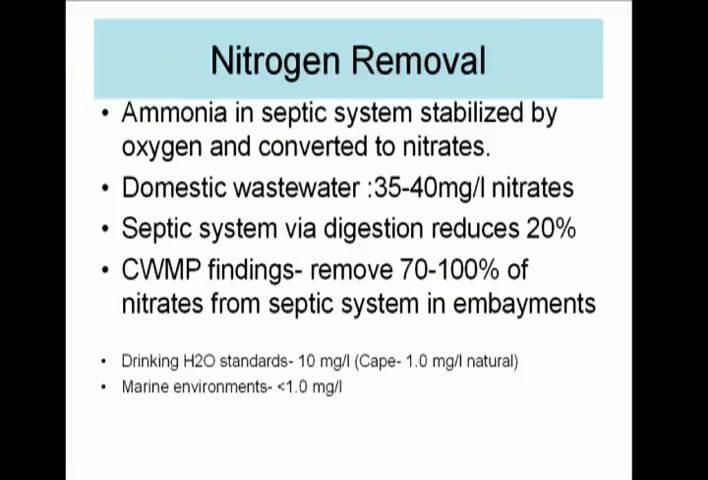 Nitrogen Removal
• Ammonia in septic system stabilized by
oxygen and converted to nitrates.
• Domestic wastewater :35-40mg/l nitrates
• Septic system via digestion reduces 20%
• CWMP findings- remove 70-100% of
nitrates from septic system in embayments
• Drinking H2O standards- 10 mg/l (Cape- 1.0 mg/l natural)
• Marine environments- <1.0 mg/l